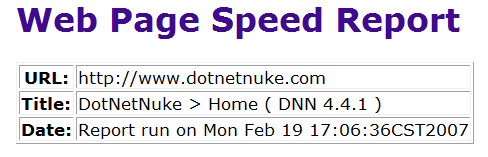 Web Page Speed Report
URL: http://www.dotnetnuke.com
Title: DotNetNuke > Home ( DNN 4.4.1 )
Date: Report run on Mon Feb 19 17:06:36CST2007